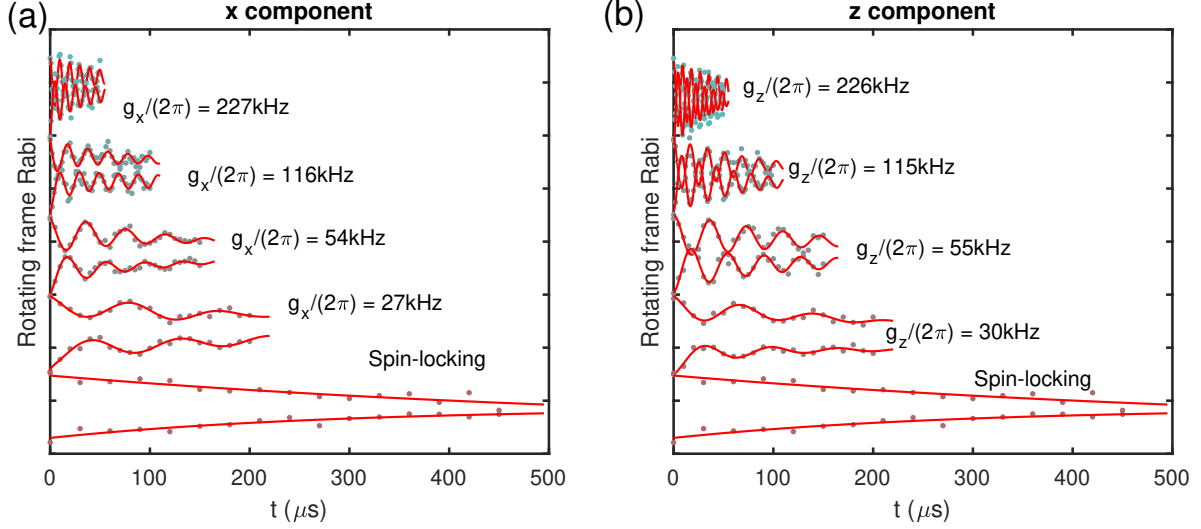 (a)
x component
Rotating frame Rabi
g_x/(2π) = 227kHz
g_x/(2π) = 116kHz
g_x/(2π) = 54kHz
g_x/(2π) = 27kHz
Spin-locking
0 100 200 300 400 500
t (μs)
(b)
z component
Rotating frame Rabi
g_z/(2π) = 226kHz
g_z/(2π) = 115kHz
g_z/(2π) = 55kHz
g_z/(2π) = 30kHz
Spin-locking
0 100 200 300 400 500
t (μs)